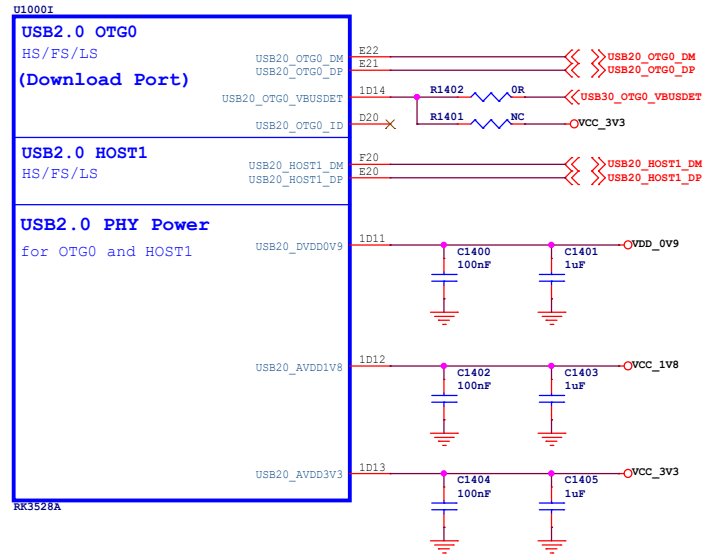 U1000I
USB2.0 OTG0
HS/FS/LS
(Download Port)
USB20_OTG0_DM E22 USB20_OTG0_DM
USB20_OTG0_DP E21 USB20_OTG0_DP
USB20_OTG0_VBUSDET 1D14 R1402 0R USB30_OTG0_VBUSDET
USB20_OTG0_ID D20 R1401 NC VCC_3V3
USB2.0 HOST1
HS/FS/LS
USB20_HOST1_DM F20 USB20_HOST1_DM
USB20_HOST1_DP E20 USB20_HOST1_DP
USB2.0 PHY Power
for OTG0 and HOST1
USB20_DVDD0V9 1D11 VDD_0V9
C1400 C1401
100nF 1uF
USB20_AVDD1V8 1D12 VCC_1V8
C1402 C1403
100nF 1uF
USB20_AVDD3V3 1D13 VCC_3V3
C1404 C1405
100nF 1uF
RK3528A